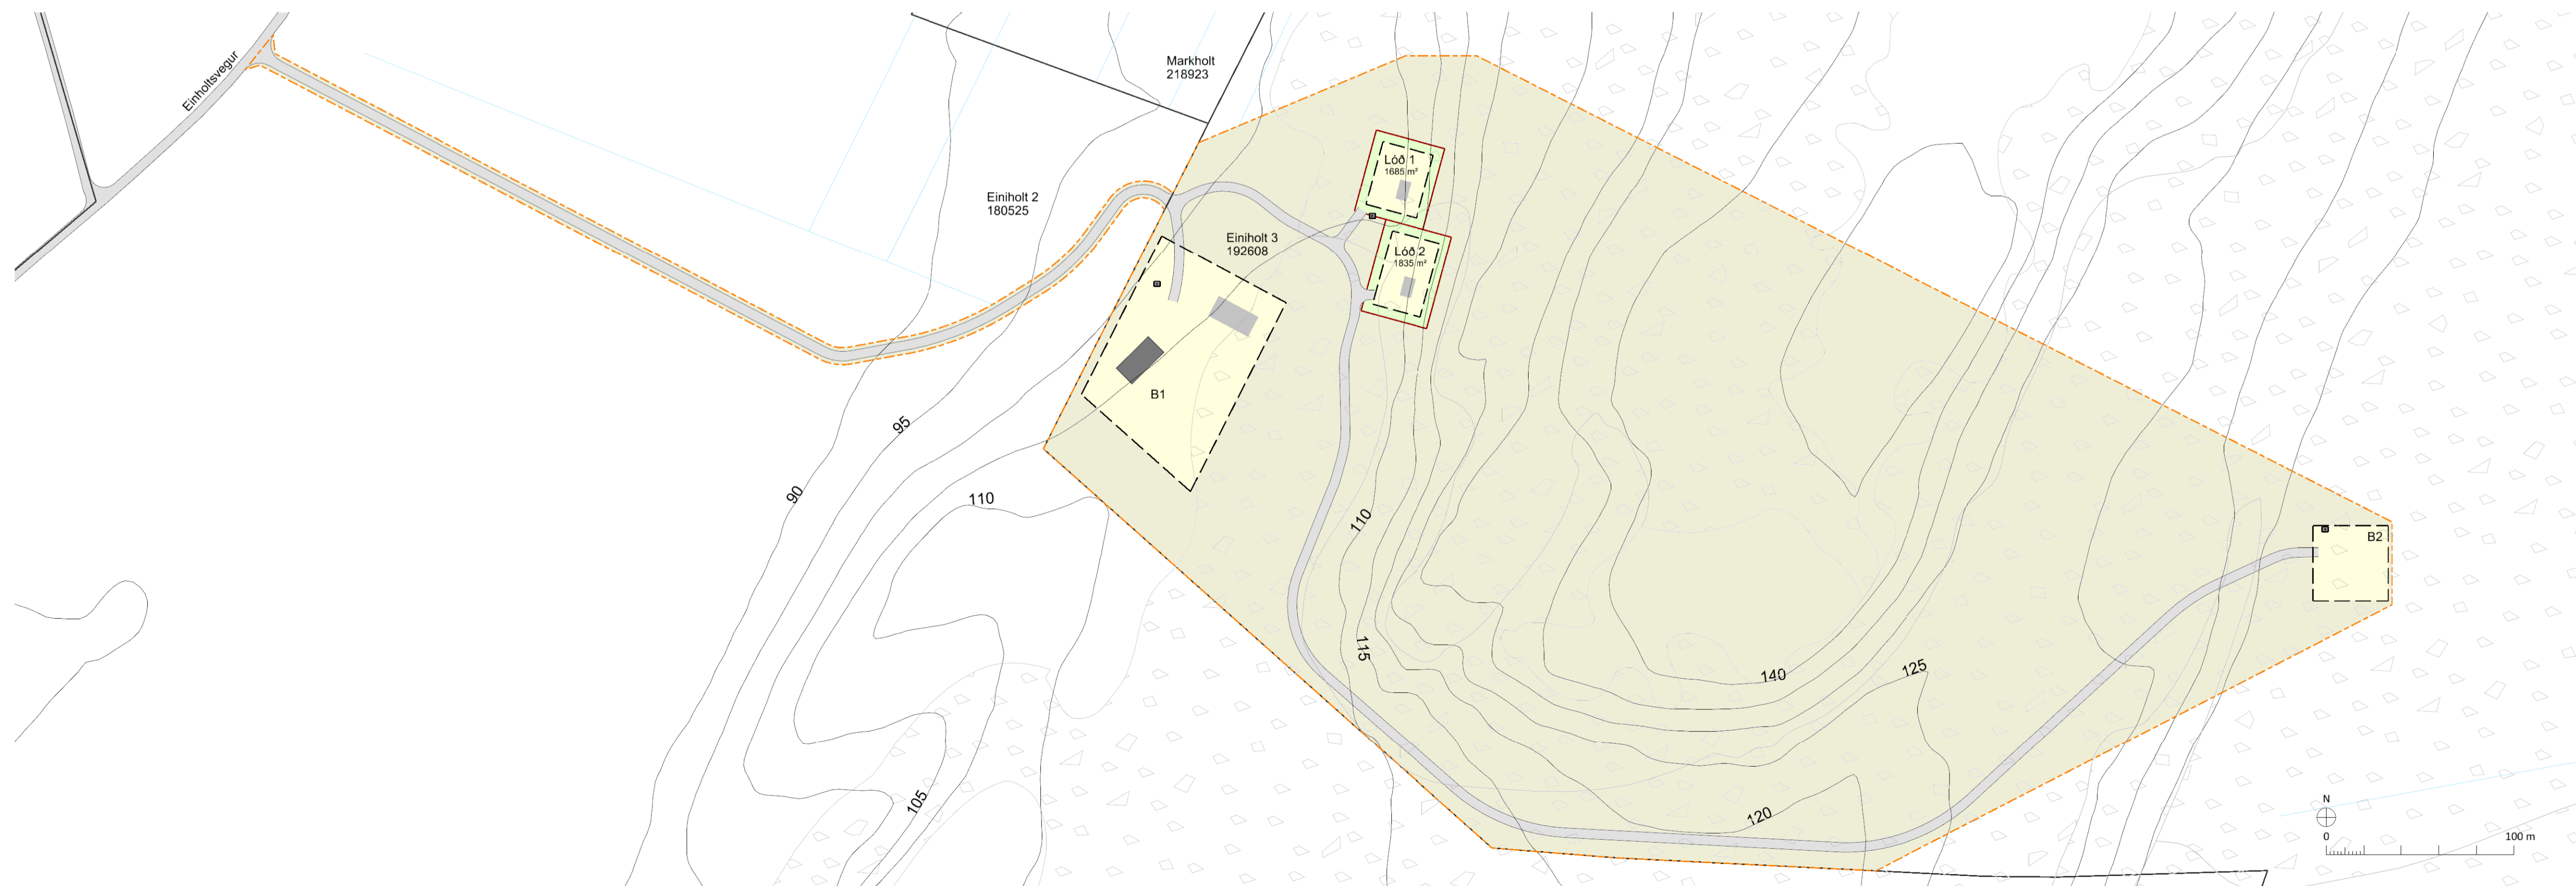 Einholtsvegur
Markholt
218923
Einiholt 2
180525
Einiholt 3
192608
Lóð 1
1685 m²
Lóð 2
1835 m²
B1
B2
90
95
110
105
110
115
120
125
140
N
0
100 m